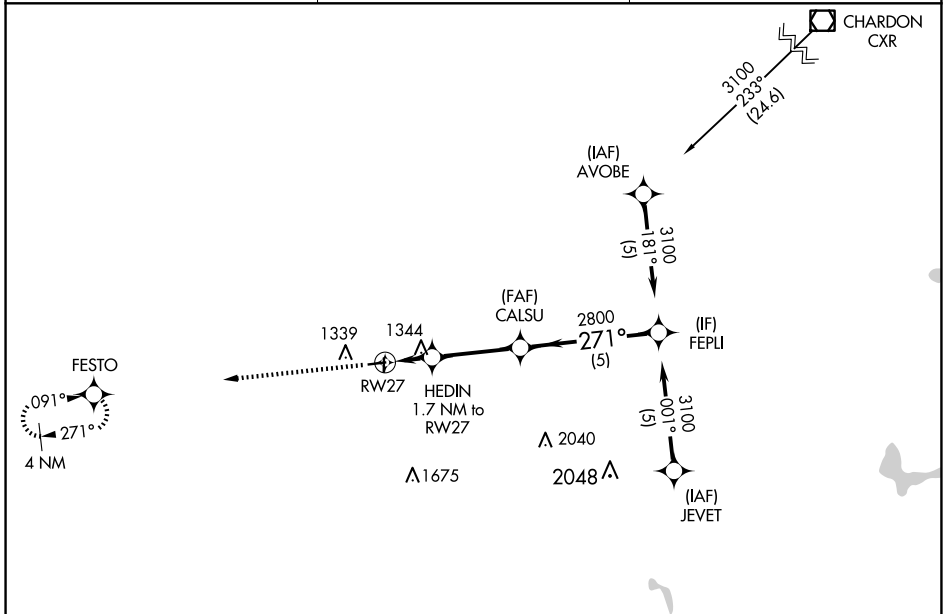 CHARDON
CXR
3100
233°
(24.6)
(IAF)
AVOBE
3100
181°
(5)
(FAF)
CALSU
2800
271°
(5)
(IF)
FEPLI
1339
1344
RW27
HEDIN
1.7 NM to
RW27
FESTO
091°
271°
4 NM
2040
2048
1675
3100
001°
(5)
(IAF)
JEVET